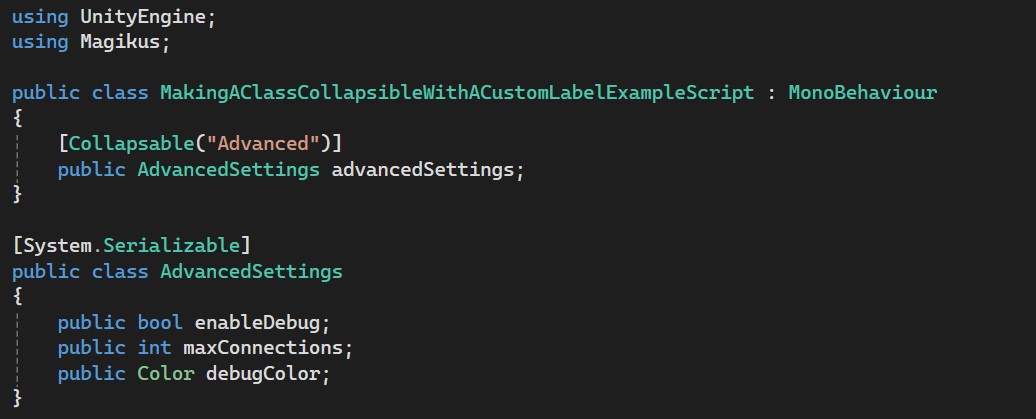 using UnityEngine;
using Magikus;

public class MakingAClassCollapsibleWithACustomLabelExampleScript : MonoBehaviour
{
    [Collapsable("Advanced")]
    public AdvancedSettings advancedSettings;
}

[System.Serializable]
public class AdvancedSettings
{
    public bool enableDebug;
    public int maxConnections;
    public Color debugColor;
}